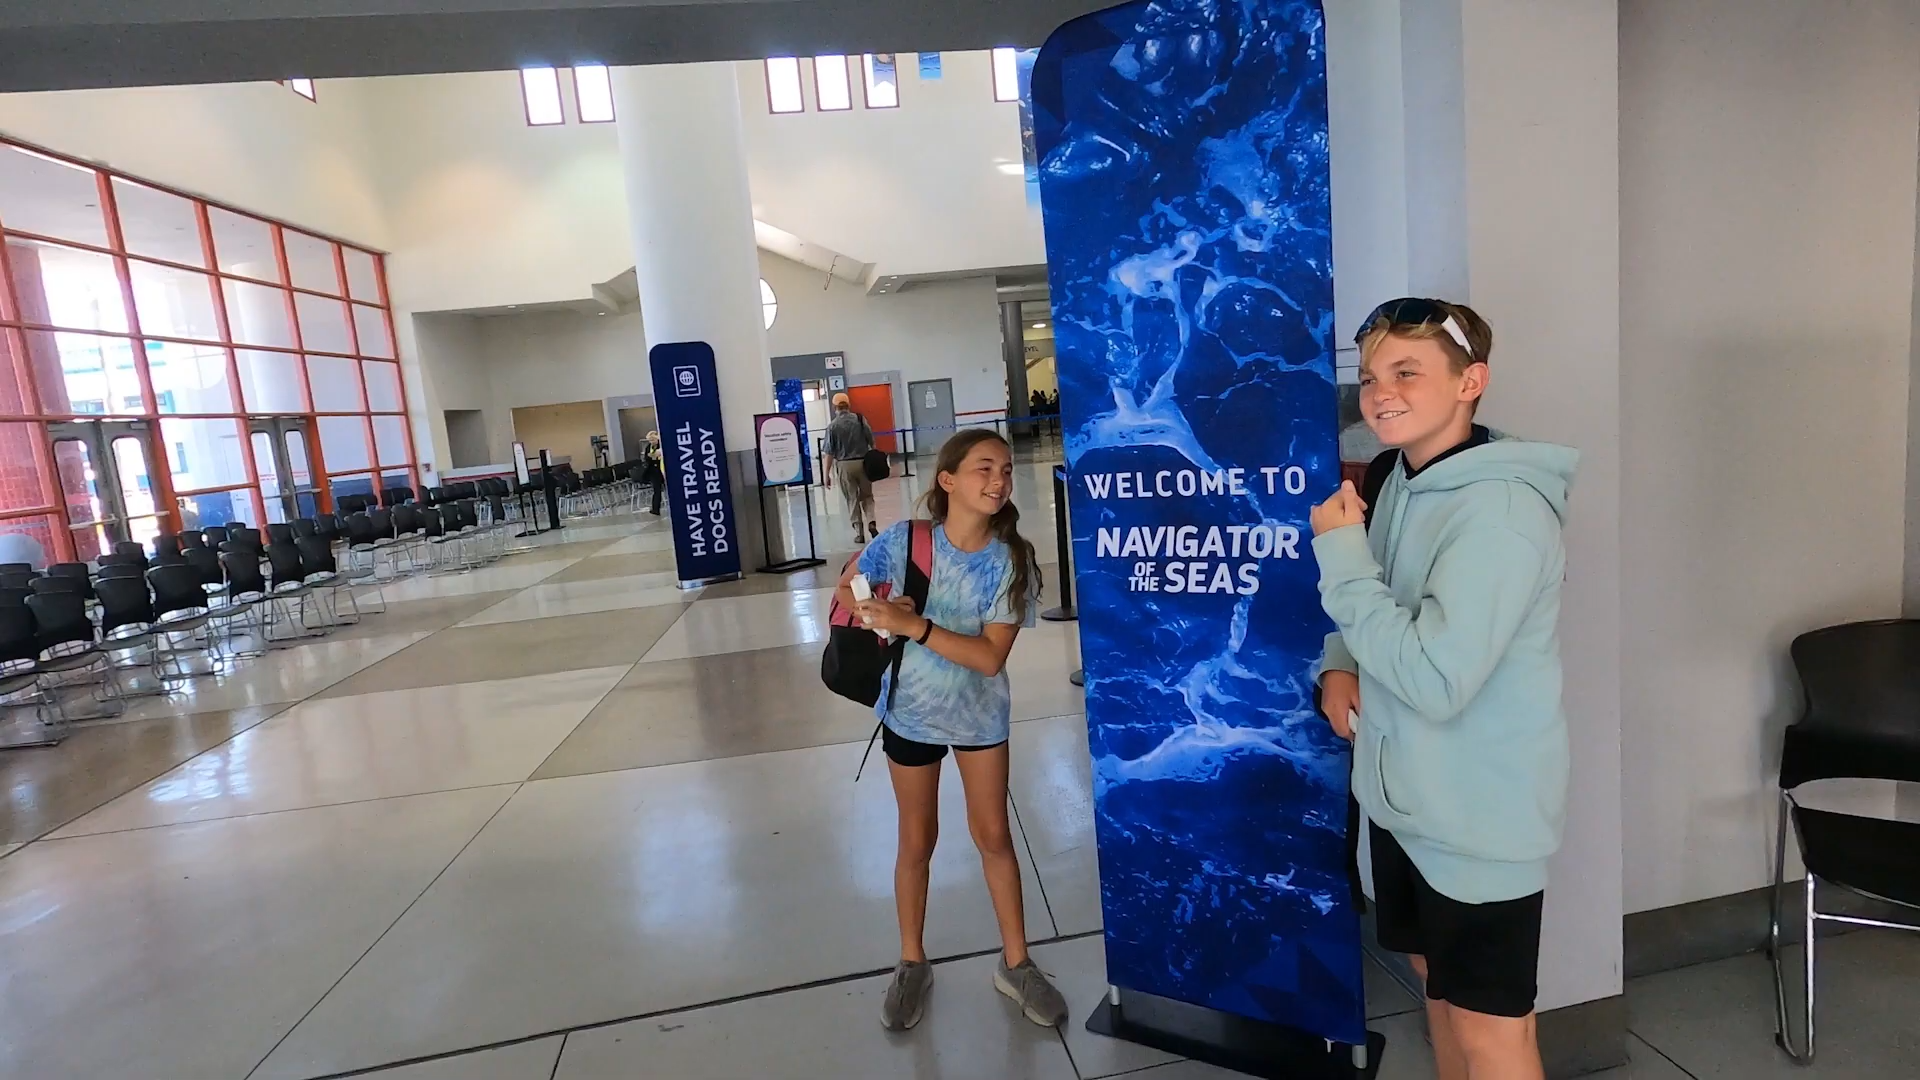 HAVE TRAVEL
DOCS READY
WELCOME TO
NAVIGATOR
OF THE SEAS